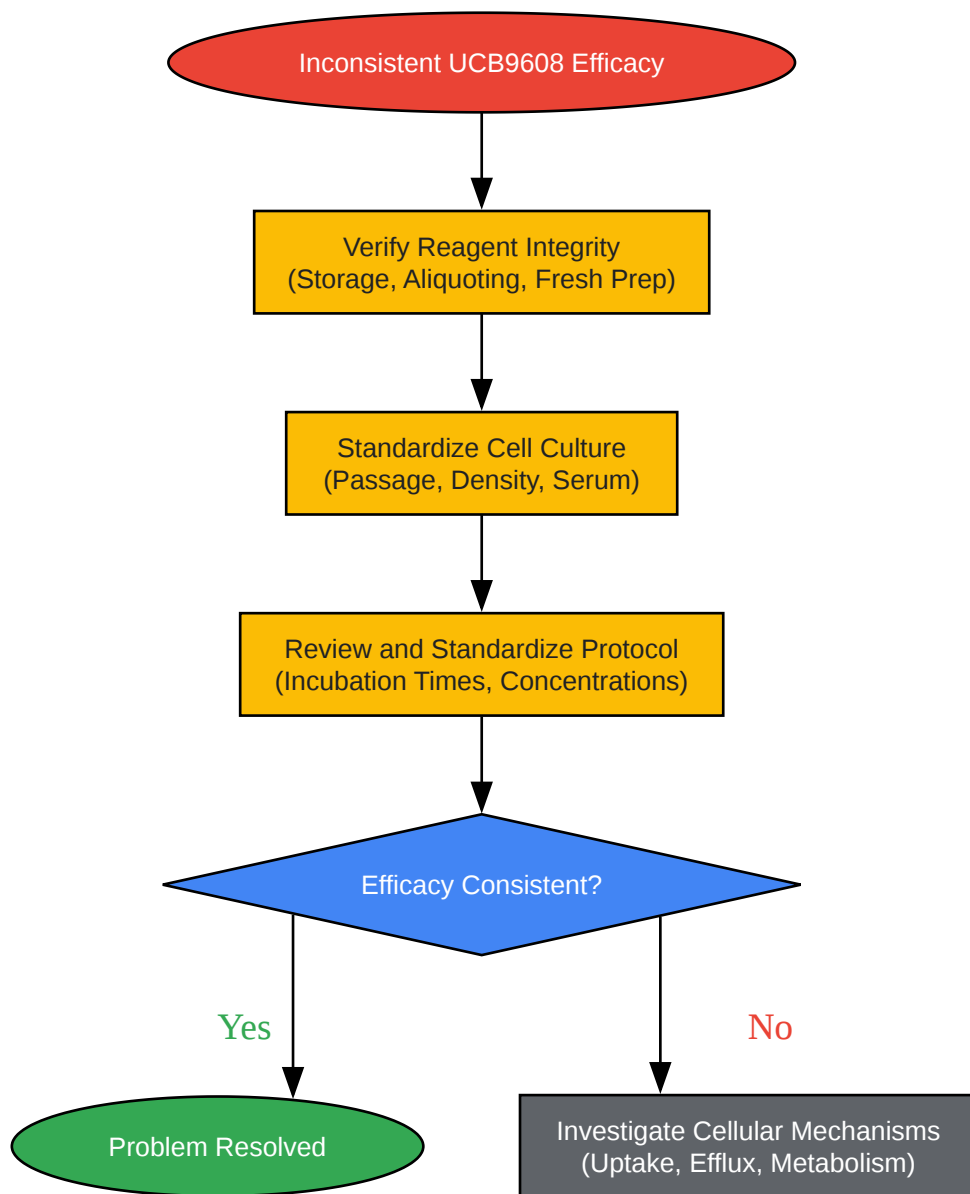 Inconsistent UCB9608 Efficacy
Verify Reagent Integrity
(Storage, Aliquoting, Fresh Prep)
Standardize Cell Culture
(Passage, Density, Serum)
Review and Standardize Protocol
(Incubation Times, Concentrations)
Efficacy Consistent?
Yes
No
Problem Resolved
Investigate Cellular Mechanisms
(Uptake, Efflux, Metabolism)